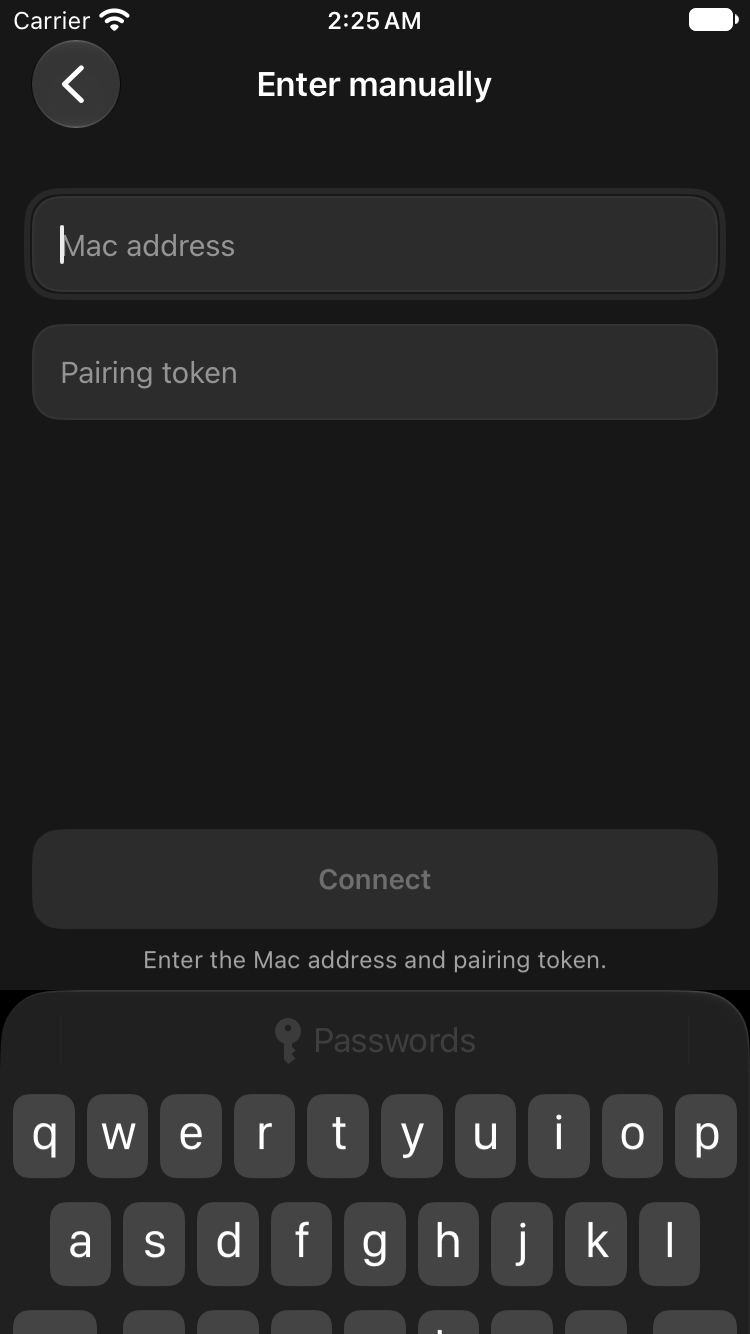 Carrier 2:25 AM
Enter manually
Mac address
Pairing token
Connect
Enter the Mac address and pairing token.
Passwords
q w e r t y u i o p
a s d f g h j k l